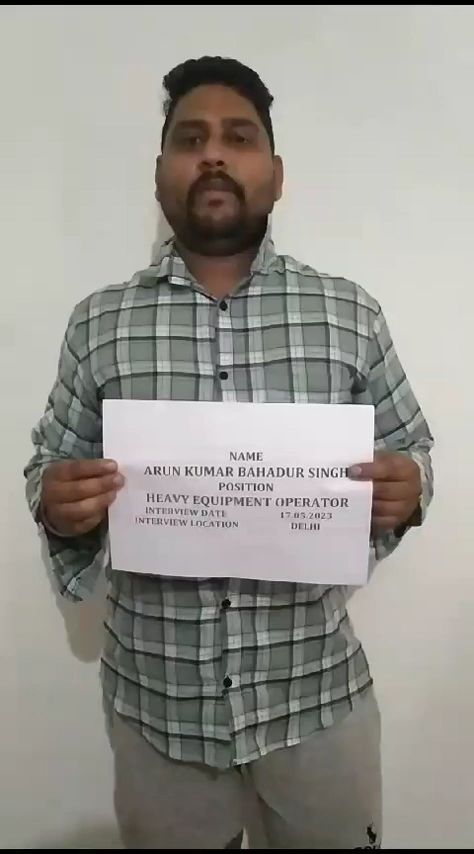 NAME
ARUN KUMAR BAHADUR SINGH
POSITION
HEAVY EQUIPMENT OPERATOR
INTERVIEW DATE 17.05.2023
INTERVIEW LOCATION DELHI